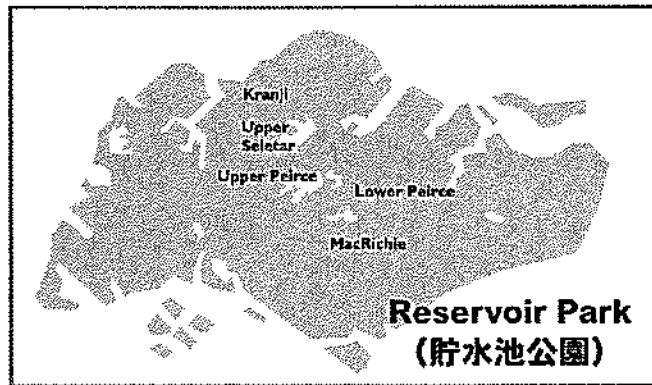 Kranji
Upper
Seletar
Upper Peirce
Lower Peirce
MacRichie
Reservoir Park
(貯水池公園)